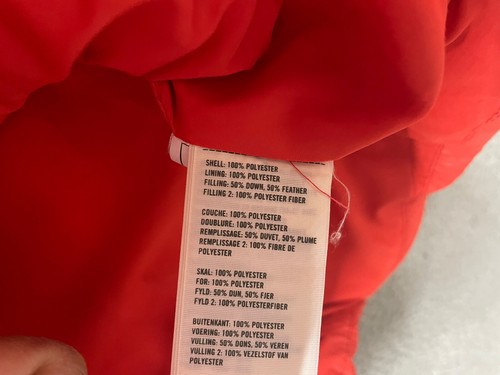 SHELL: 100% POLYESTER
LINING: 100% POLYESTER
FILLING: 50% DOWN, 50% FEATHER
FILLING 2: 100% POLYESTER FIBER
COUCHE: 100% POLYESTER
DOUBLURE: 100% POLYESTER
REMPLISSAGE: 50% DUVET, 50% PLUME
REMPLISSAGE 2: 100% FIBRE DE
POLYESTER
SKAL: 100% POLYESTER
FOR: 100% POLYESTER
FYLD: 50% DUN, 50% FJER
FYLD 2: 100% POLYESTERFIBER
BUITENKANT: 100% POLYESTER
VOERING: 100% POLYESTER
VULLING: 50% DONS, 50% VEREN
VULLING 2: 100% VEZELSTOF VAN
POLYESTER